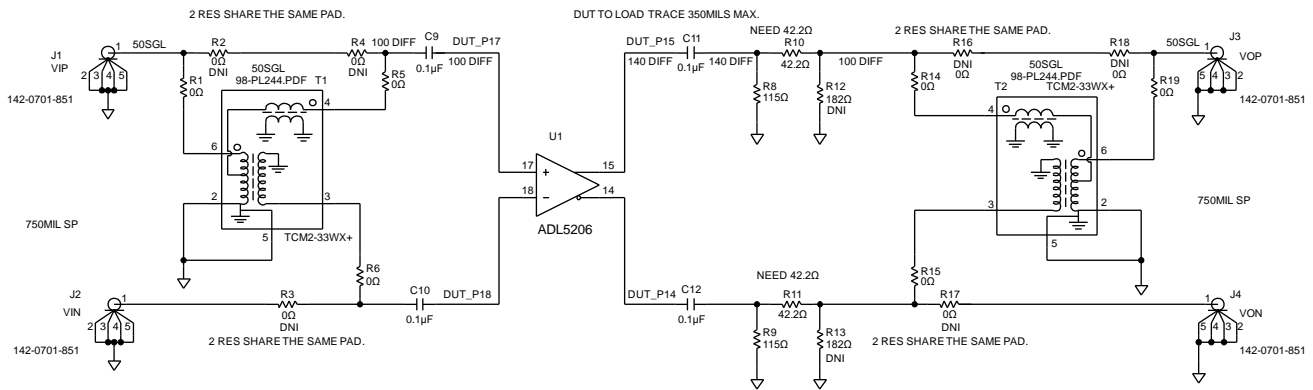 2 RES SHARE THE SAME PAD.
DUT TO LOAD TRACE 350MILS MAX.
J1
VIP
1
50SGL
R2
0Ω
DNI
R4
0Ω
DNI
100 DIFF
C9
0.1µF
DUT_P17
100 DIFF
2 3 4 5
142-0701-851
R1
0Ω
50SGL
98-PL244.PDF
T1
R5
0Ω
4
6
2
3
5
TCM2-33WX+
750MIL SP
R6
0Ω
J2
VIN
1
2 3 4 5
142-0701-851
R3
0Ω
DNI
2 RES SHARE THE SAME PAD.
C10
0.1µF
DUT_P18
U1
17
+
18
−
15
14
ADL5206
DUT_P15
140 DIFF
C11
0.1µF
140 DIFF
NEED 42.2Ω
R10
42.2Ω
R8
115Ω
R12
182Ω
DNI
100 DIFF
2 RES SHARE THE SAME PAD.
R16
0Ω
DNI
R18
0Ω
DNI
50SGL
1
J3
VOP
5 4 3 2
142-0701-851
R14
0Ω
50SGL
98-PL244.PDF
T2
TCM2-33WX+
R19
0Ω
4
6
3
2
5
750MIL SP
R15
0Ω
DUT_P14
C12
0.1µF
NEED 42.2Ω
R11
42.2Ω
R9
115Ω
R13
182Ω
DNI
R17
0Ω
DNI
2 RES SHARE THE SAME PAD.
1
J4
VON
5 4 3 2
142-0701-851